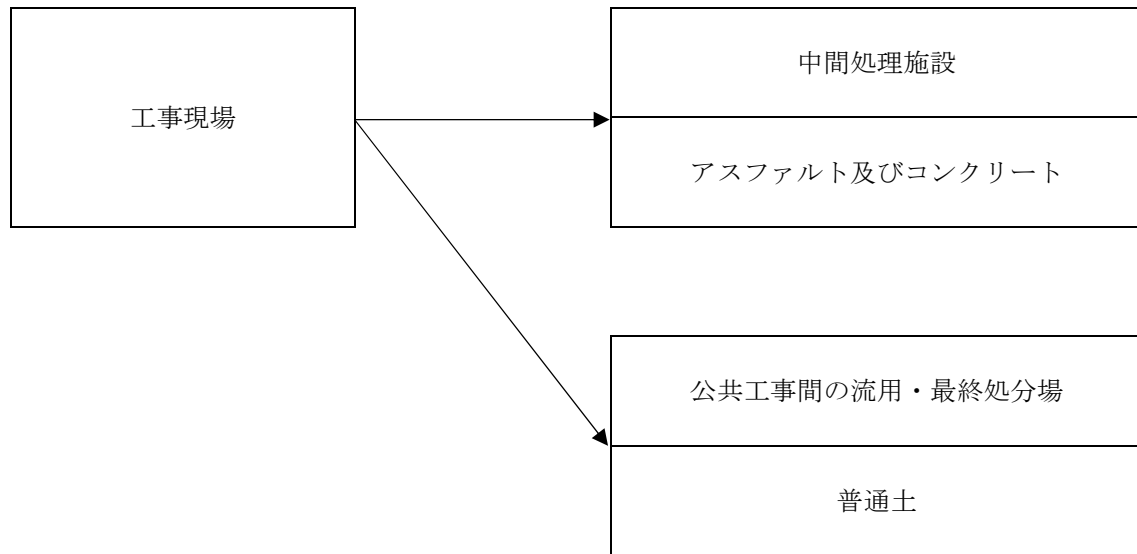 工事現場
中間処理施設
アスファルト及びコンクリート
公共工事間の流用・最終処分場
普通土